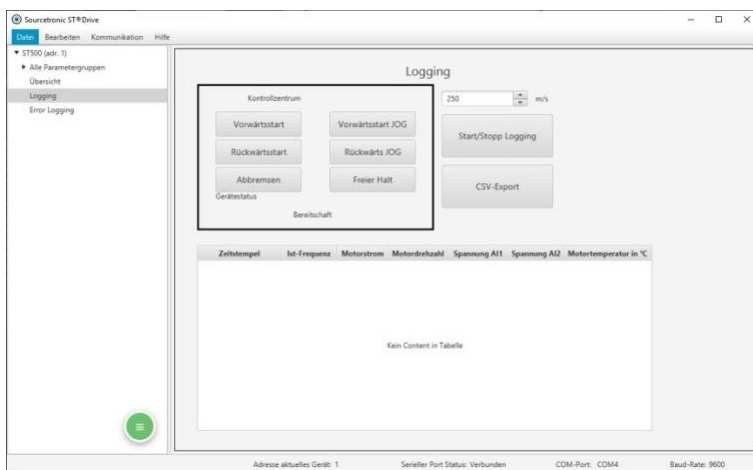 Sourcetronic ST®Drive
Datei Bearbeiten Kommunikation Hilfe
ST500 (adr. 1)
Alle Parametergruppen
Übersicht
Logging
Error Logging
Logging
Kontrollzentrum
250 m/s
Vorwärtsstart Vorwärtsstart JOG
Start/Stopp Logging
Rückwärtsstart Rückwärts JOG
Abbremsen Freier Halt
CSV-Export
Gerätestatus
Bereitschaft
Zeitstempel Ist-Frequenz Motorstrom Motordrehzahl Spannung AI1 Spannung AI2 Motortemperatur in °C
Kein Content in Tabelle
Adresse aktuelles Gerät: 1 Serieller Port Status: Verbunden COM-Port: COM4 Baud-Rate: 9600